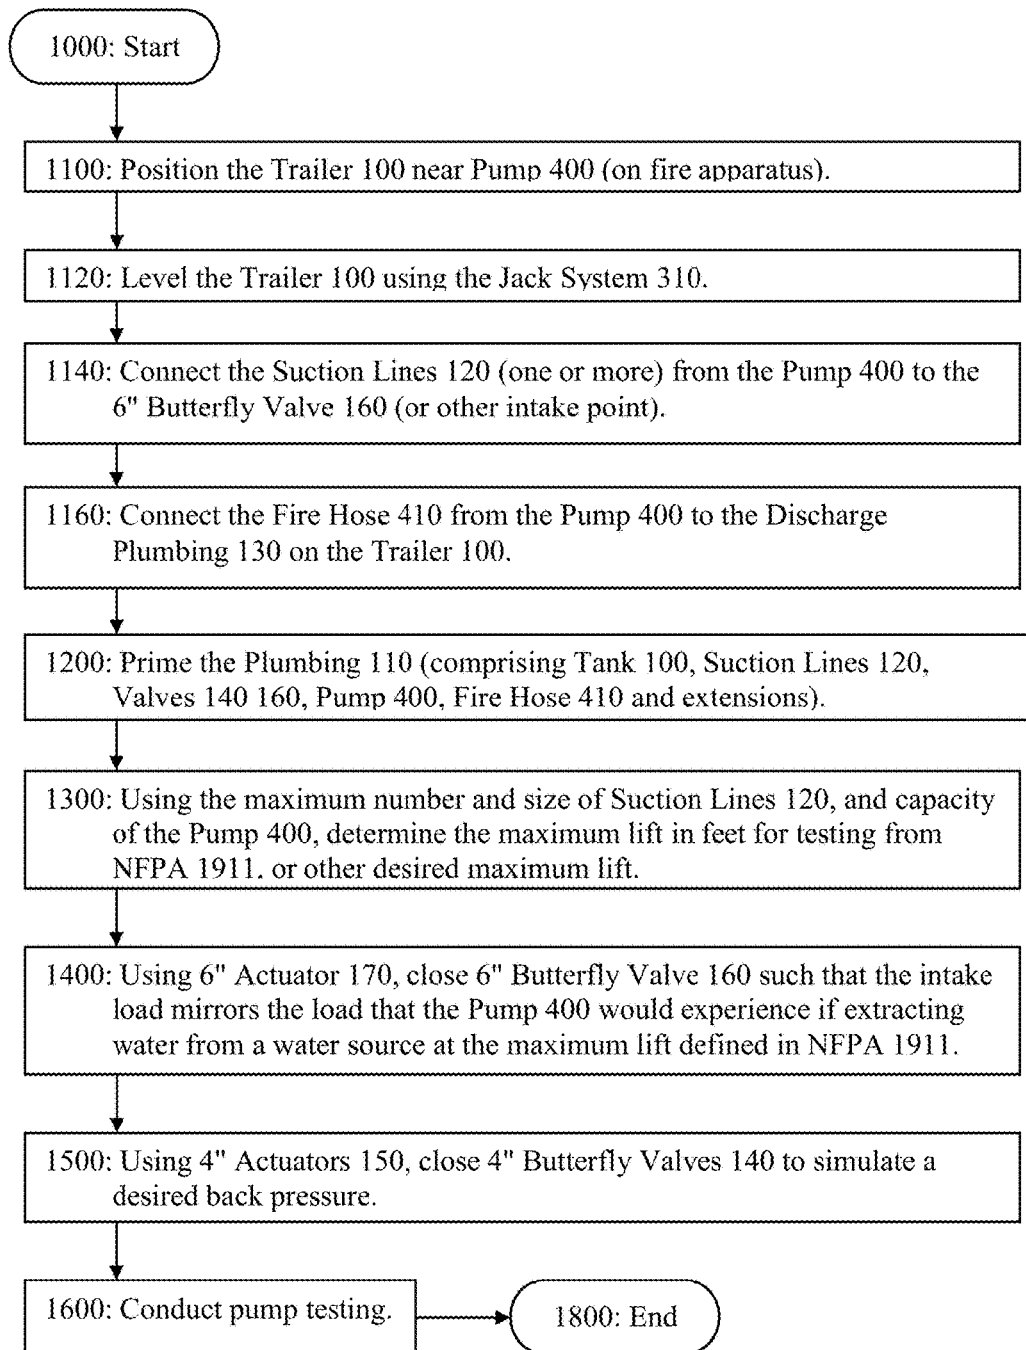 1000: Start
1100: Position the Trailer 100 near Pump 400 (on fire apparatus).
1120: Level the Trailer 100 using the Jack System 310.
1140: Connect the Suction Lines 120 (one or more) from the Pump 400 to the
6" Butterfly Valve 160 (or other intake point).
1160: Connect the Fire Hose 410 from the Pump 400 to the Discharge
Plumbing 130 on the Trailer 100.
1200: Prime the Plumbing 110 (comprising Tank 100, Suction Lines 120,
Valves 140 160, Pump 400, Fire Hose 410 and extensions).
1300: Using the maximum number and size of Suction Lines 120, and capacity
of the Pump 400, determine the maximum lift in feet for testing from
NFPA 1911, or other desired maximum lift.
1400: Using 6" Actuator 170, close 6" Butterfly Valve 160 such that the intake
load mirrors the load that the Pump 400 would experience if extracting
water from a water source at the maximum lift defined in NFPA 1911.
1500: Using 4" Actuators 150, close 4" Butterfly Valves 140 to simulate a
desired back pressure.
1600: Conduct pump testing.
1800: End